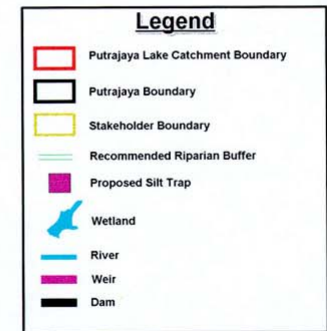 Legend
Putrajaya Lake Catchment Boundary
Putrajaya Boundary
Stakeholder Boundary
Recommended Riparian Buffer
Proposed Silt Trap
Wetland
River
Weir
Dam